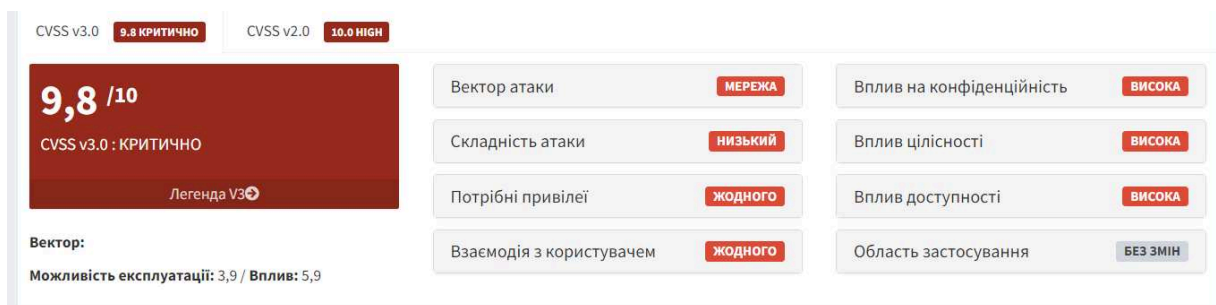 CVSS v3.0 9.8 КРИТИЧНО CVSS v2.0 10.0 HIGH
9,8 /10
CVSS v3.0 : КРИТИЧНО
Легенда V3
Вектор:
Можливість експлуатації: 3,9 / Вплив: 5,9
Вектор атаки МЕРЕЖА
Складність атаки НИЗЬКИЙ
Потрібні привілеї ЖОДНОГО
Взаємодія з користувачем ЖОДНОГО
Вплив на конфіденційність ВИСОКА
Вплив цілісності ВИСОКА
Вплив доступності ВИСОКА
Область застосування БЕЗ ЗМІН